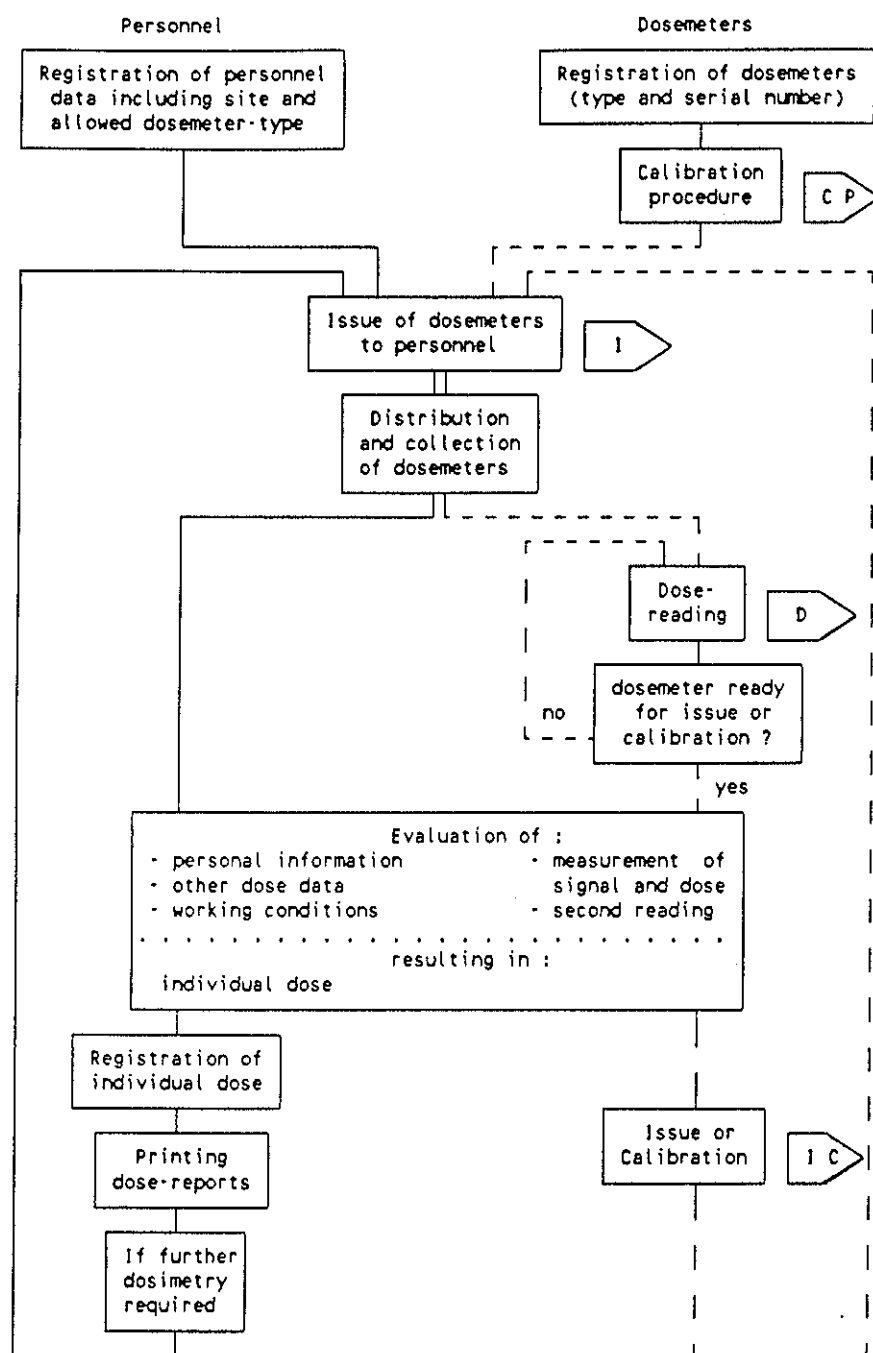 Personnel
Dosemeters
Registration of personnel
data including site and
allowed dosemeter-type
Registration of dosemeters
(type and serial number)
Calibration
procedure
C P
Issue of dosemeters
to personnel
I
Distribution
and collection
of dosemeters
Dose-
reading
D
dosemeter ready
for issue or
calibration ?
no
yes
Evaluation of :
- personal information
- other dose data
- working conditions
- measurement of
signal and dose
- second reading
. . . . . . . . . . . . . . . . . . . . . . . . . .
resulting in :
individual dose
Registration of
individual dose
Printing
dose-reports
Issue or
Calibration
I C
If further
dosimetry
required